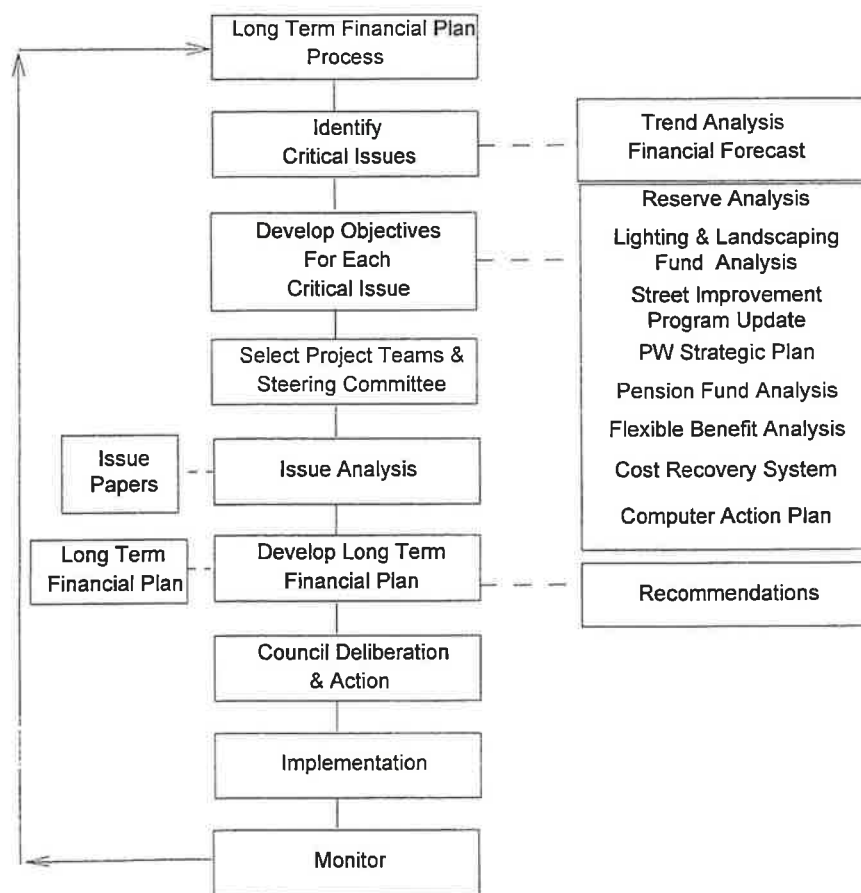 Long Term Financial Plan
Process
Identify
Critical Issues
Trend Analysis
Financial Forecast
Develop Objectives
For Each
Critical Issue
Reserve Analysis
Lighting & Landscaping
Fund Analysis
Street Improvement
Program Update
PW Strategic Plan
Pension Fund Analysis
Flexible Benefit Analysis
Cost Recovery System
Computer Action Plan
Select Project Teams &
Steering Committee
Issue
Papers
Issue Analysis
Long Term
Financial Plan
Develop Long Term
Financial Plan
Recommendations
Council Deliberation
& Action
Implementation
Monitor